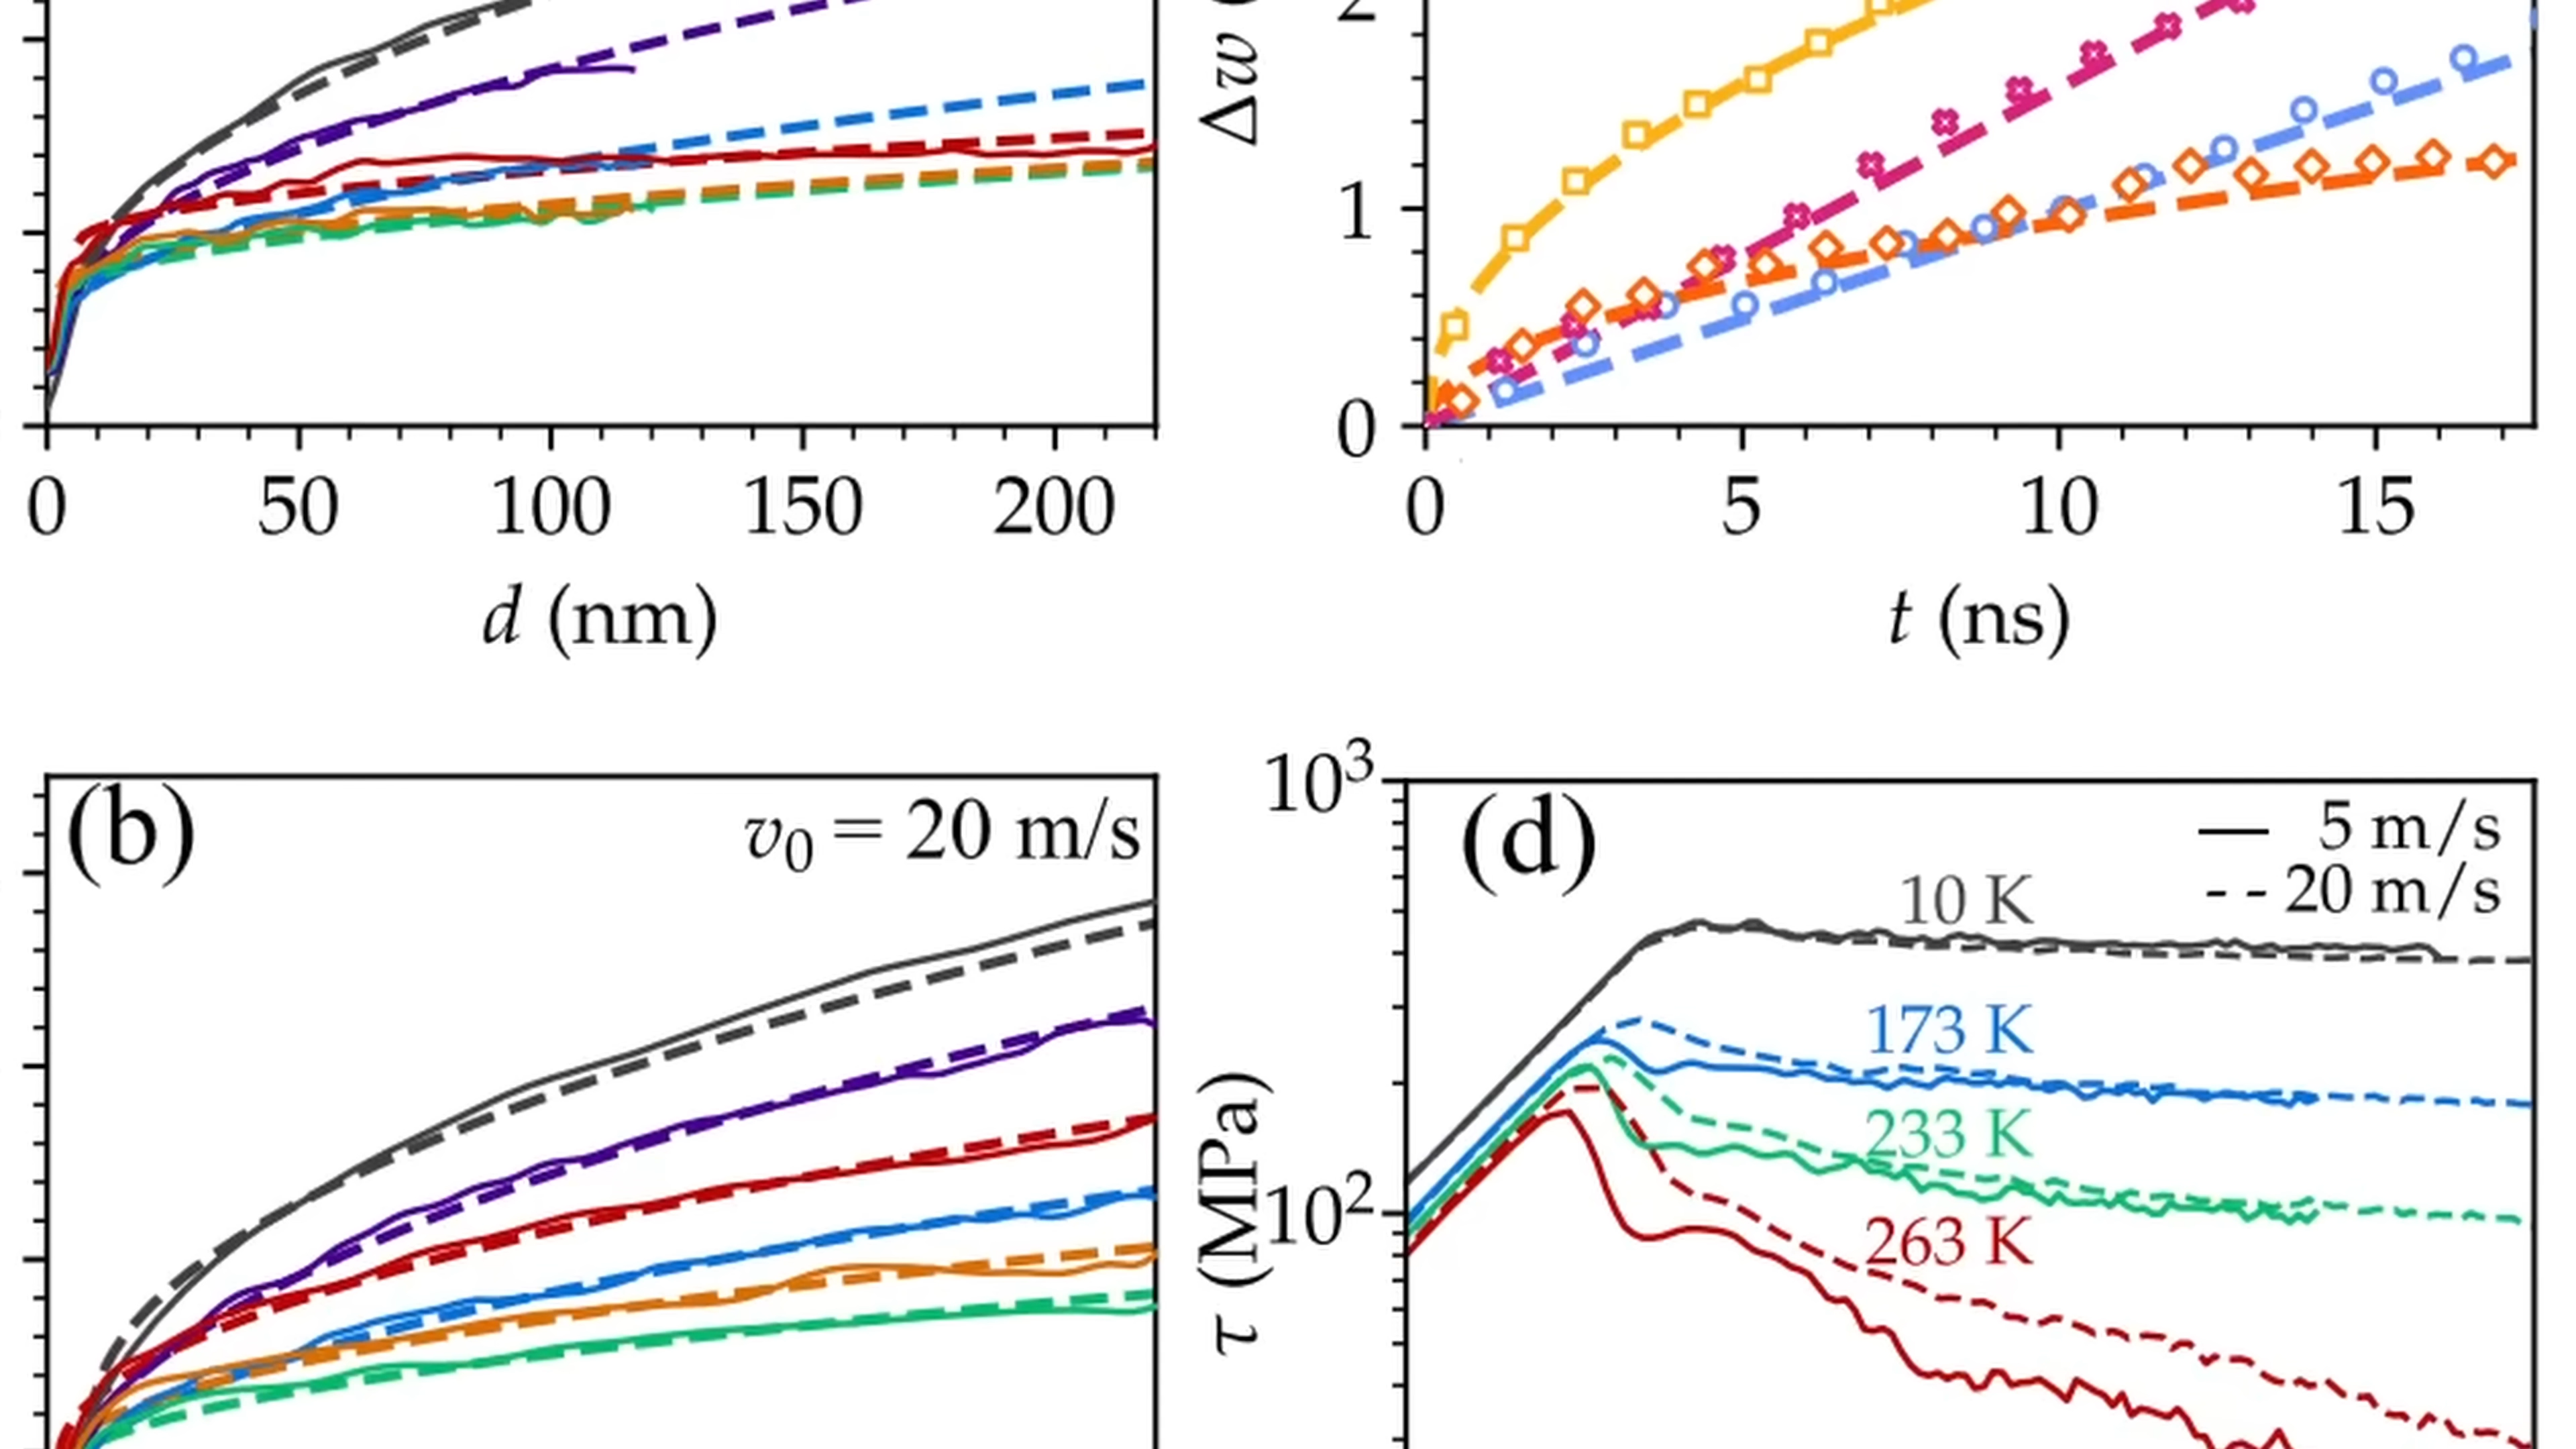 2
Δw
1
0
0 50 100 150 200
d (nm)
0 5 10 15
t (ns)
(b)
v₀ = 20 m/s
10³
(d)
5 m/s
20 m/s
10 K
173 K
233 K
10²
263 K
τ (MPa)